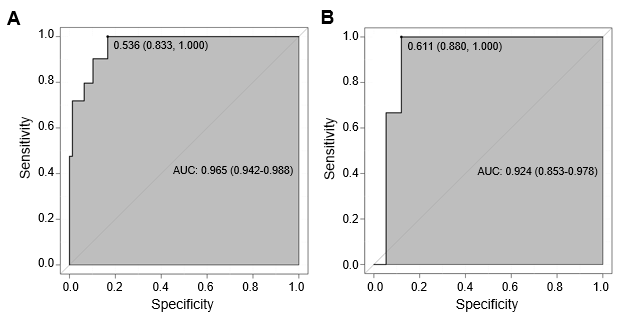 A
1.0
0.8
0.6
0.4
0.2
0.0
Sensitivity
0.536 (0.833, 1.000)
AUC: 0.965 (0.942-0.988)
0.0 0.2 0.4 0.6 0.8 1.0
Specificity
B
1.0
0.8
0.6
0.4
0.2
0.0
Sensitivity
0.611 (0.880, 1.000)
AUC: 0.924 (0.853-0.978)
0.0 0.2 0.4 0.6 0.8 1.0
Specificity